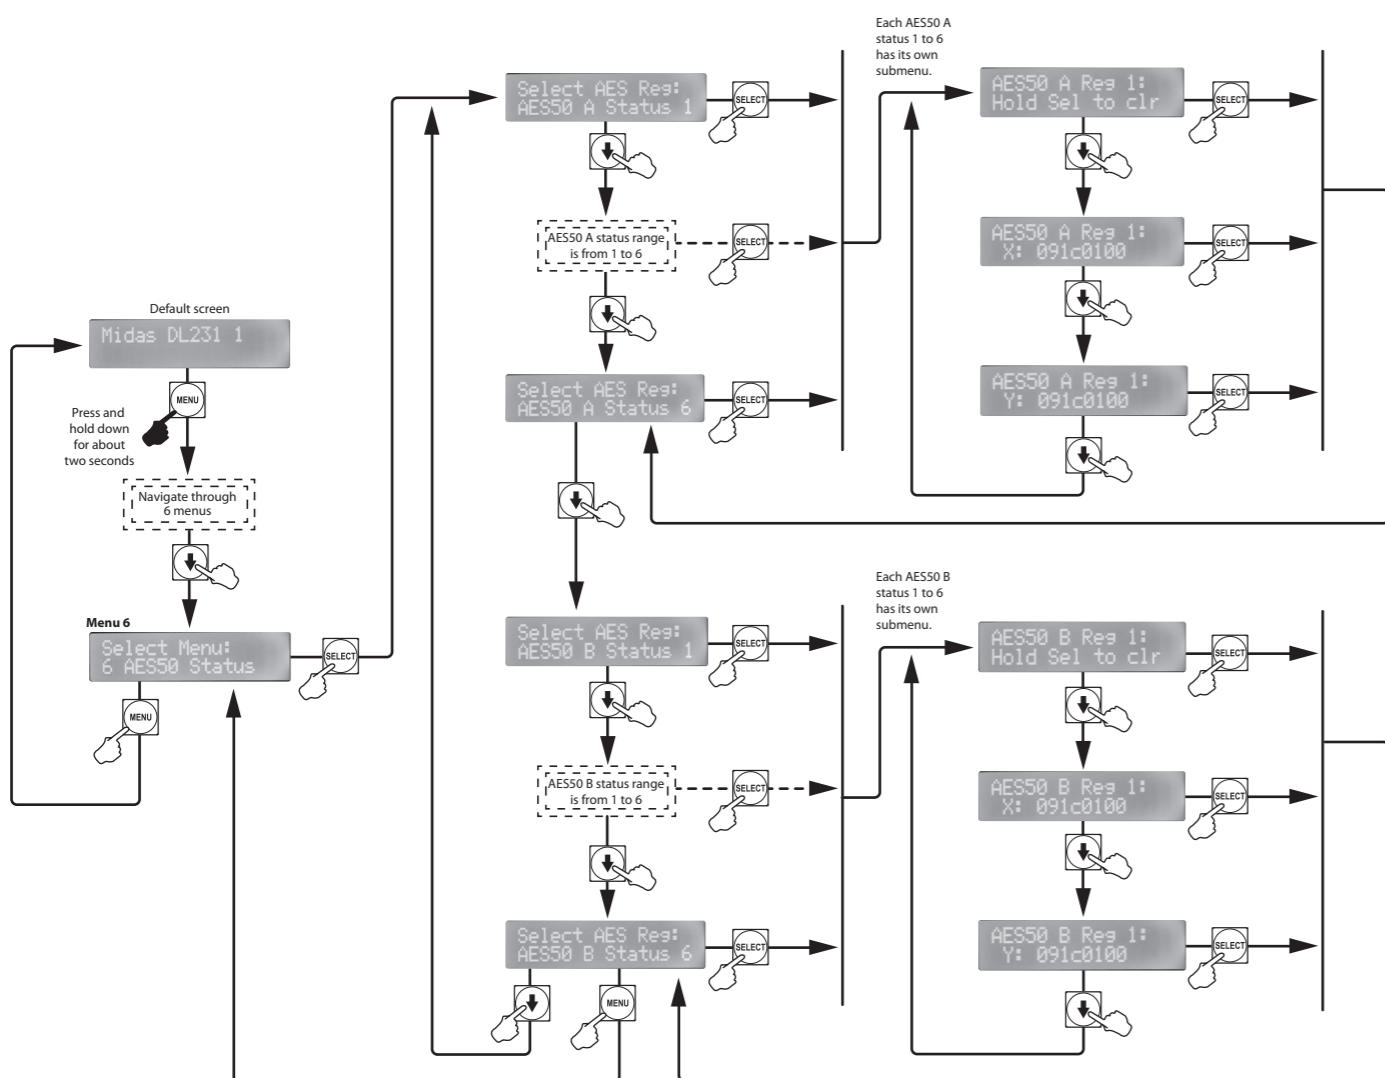 Default screen
Midas DL231 1
MENU
Press and
hold down
for about
two seconds
Navigate through
6 menus
Menu 6
Select Menu:
6 AES50 Status
SELECT
MENU
Select AES Reg:
AES50 A Status 1
SELECT
AES50 A status range
is from 1 to 6
SELECT
Select AES Reg:
AES50 A Status 6
SELECT
Each AES50 A
status 1 to 6
has its own
submenu.
AES50 A Reg 1:
Hold Sel to clr
SELECT
AES50 A Reg 1:
X: 091c0100
SELECT
AES50 A Reg 1:
Y: 091c0100
SELECT
Select AES Reg:
AES50 B Status 1
SELECT
AES50 B status range
is from 1 to 6
SELECT
Select AES Reg:
AES50 B Status 6
SELECT
MENU
Each AES50 B
status 1 to 6
has its own
submenu.
AES50 B Reg 1:
Hold Sel to clr
SELECT
AES50 B Reg 1:
X: 091c0100
SELECT
AES50 B Reg 1:
Y: 091c0100
SELECT